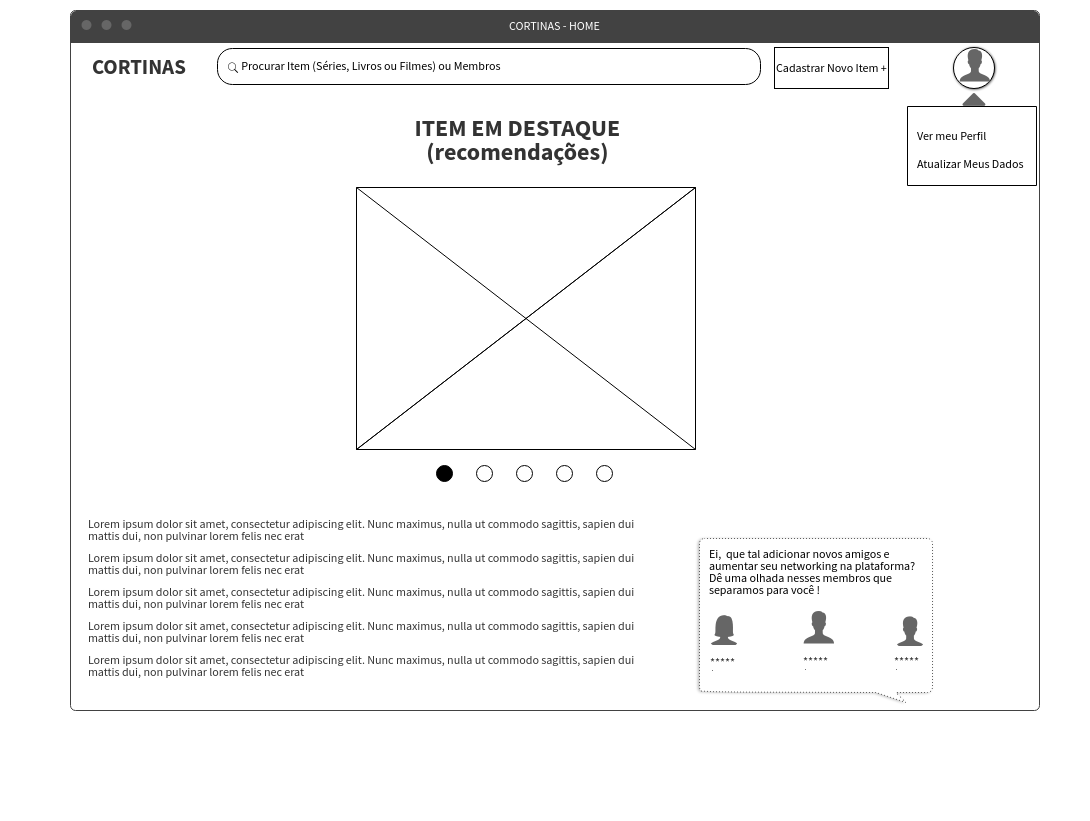 CORTINAS - HOME
CORTINAS
Procurar Item (Séries, Livros ou Filmes) ou Membros
Cadastrar Novo Item +
Ver meu Perfil
Atualizar Meus Dados
ITEM EM DESTAQUE
(recomendações)
Lorem ipsum dolor sit amet, consectetur adipiscing elit. Nunc maximus, nulla ut commodo sagittis, sapien dui
mattis dui, non pulvinar lorem felis nec erat
Lorem ipsum dolor sit amet, consectetur adipiscing elit. Nunc maximus, nulla ut commodo sagittis, sapien dui
mattis dui, non pulvinar lorem felis nec erat
Lorem ipsum dolor sit amet, consectetur adipiscing elit. Nunc maximus, nulla ut commodo sagittis, sapien dui
mattis dui, non pulvinar lorem felis nec erat
Lorem ipsum dolor sit amet, consectetur adipiscing elit. Nunc maximus, nulla ut commodo sagittis, sapien dui
mattis dui, non pulvinar lorem felis nec erat
Lorem ipsum dolor sit amet, consectetur adipiscing elit. Nunc maximus, nulla ut commodo sagittis, sapien dui
mattis dui, non pulvinar lorem felis nec erat
Ei, que tal adicionar novos amigos e
aumentar seu networking na plataforma?
Dê uma olhada nesses membros que
separamos para você !
***** ***** *****
. . .